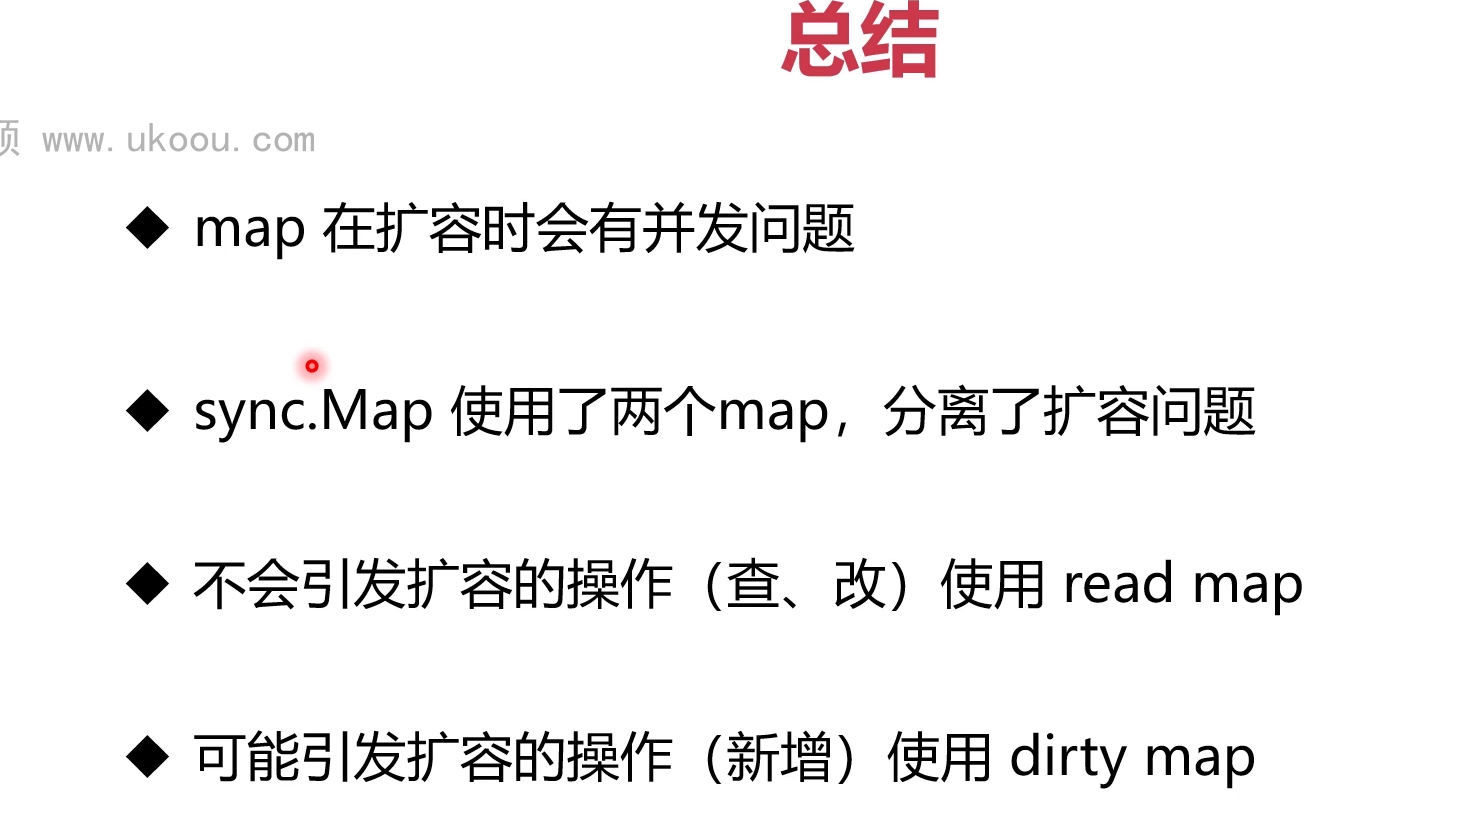 总结
频 www.ukoou.com
◆ map 在扩容时会有并发问题
◆ sync.Map 使用了两个map，分离了扩容问题
◆ 不会引发扩容的操作（查、改）使用 read map
◆ 可能引发扩容的操作（新增）使用 dirty map